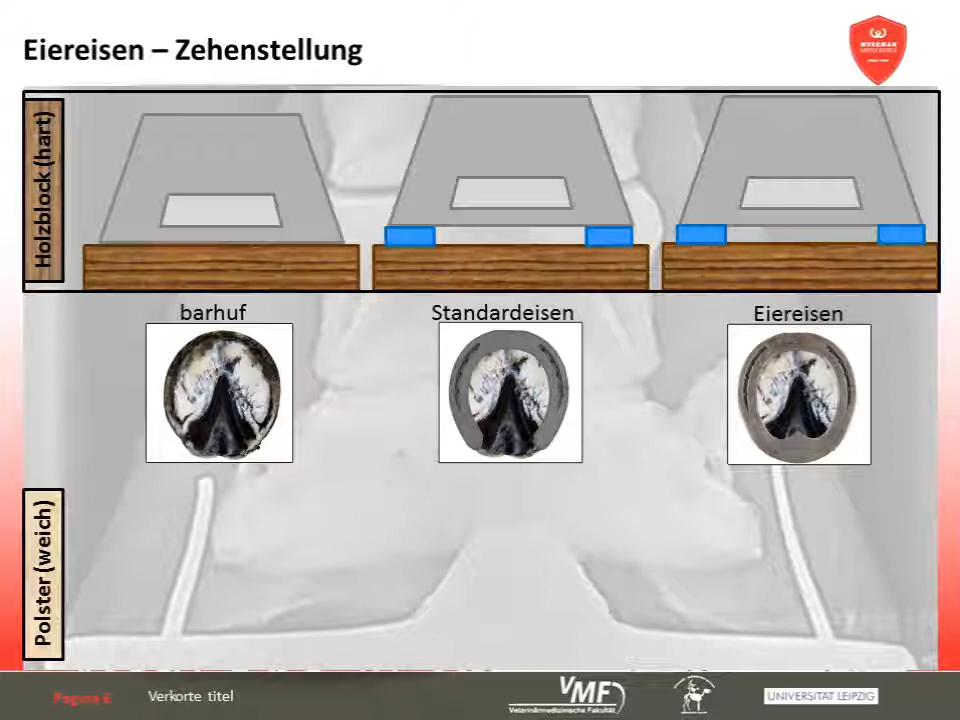 Eiereisen – Zehenstellung
Holzblock (hart)
barhuf
Standardeisen
Eiereisen
Polster (weich)
Pagina 6
Verkorte titel
VMF
Veterinärmedizinische Fakultät
UNIVERSITÄT LEIPZIG